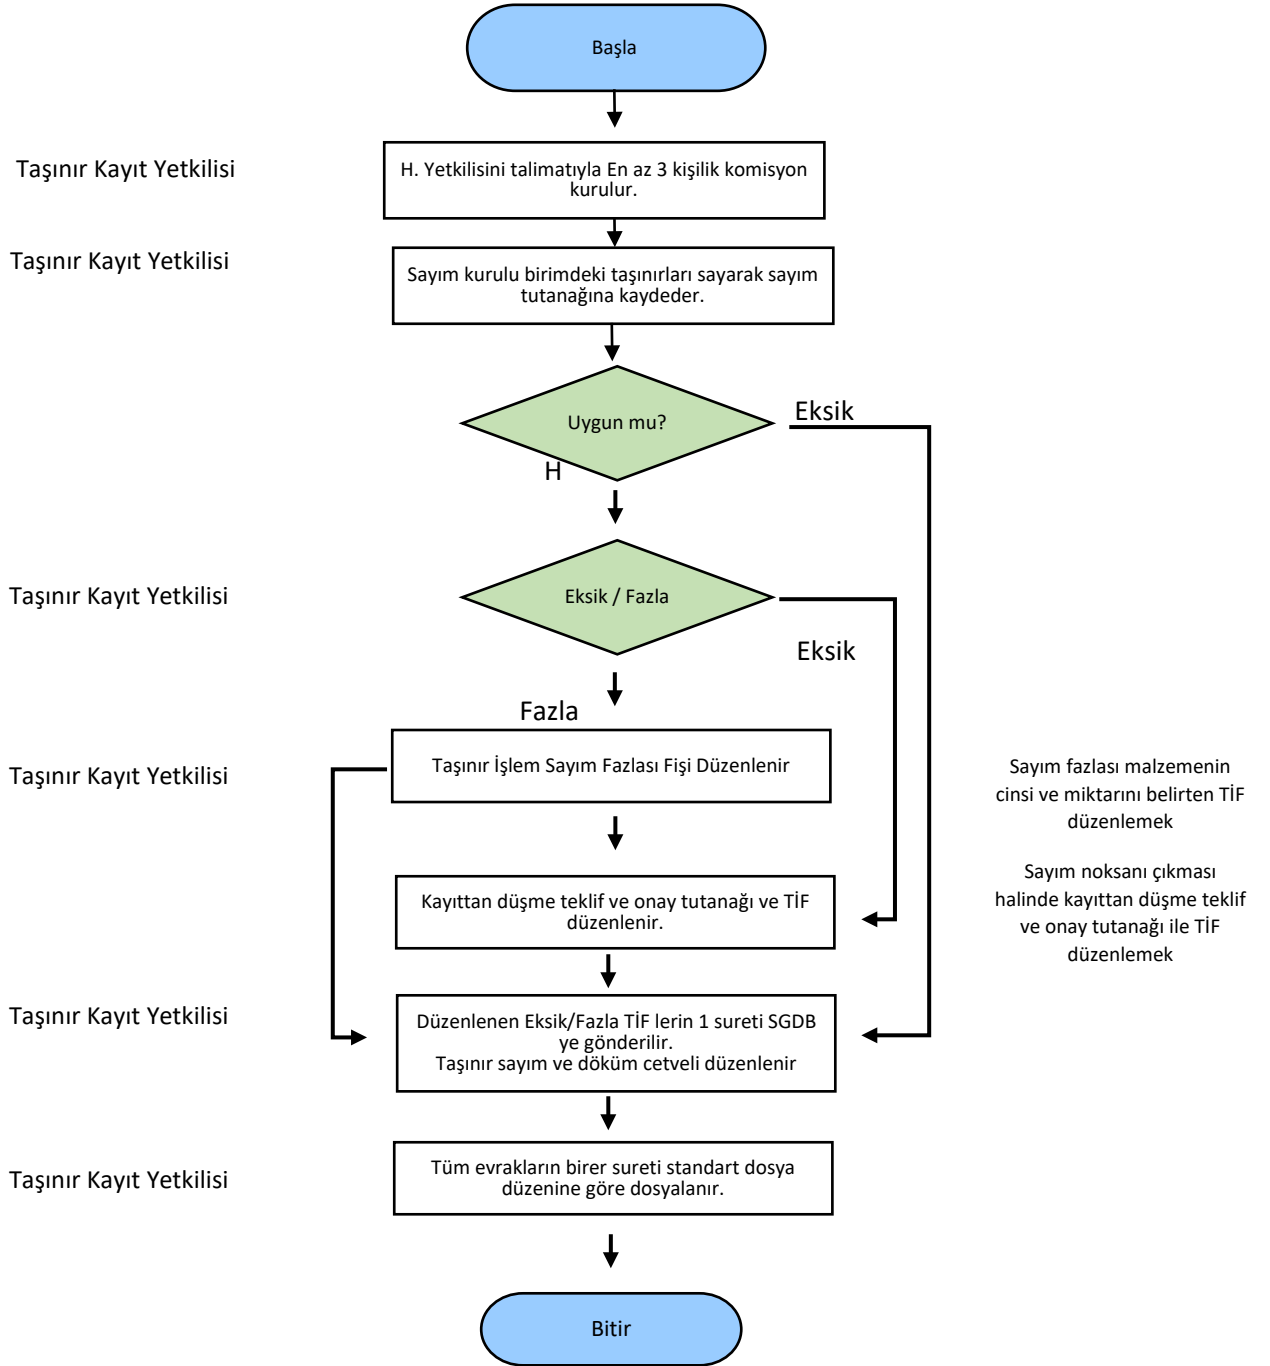 Başla
Taşınır Kayıt Yetkilisi
H. Yetkilisini talimatıyla En az 3 kişilik komisyon
kurulur.
Taşınır Kayıt Yetkilisi
Sayım kurulu birimdeki taşınırları sayarak sayım
tutanağına kaydeder.
Uygun mu?
Eksik
H
Taşınır Kayıt Yetkilisi
Eksik / Fazla
Eksik
Fazla
Taşınır Kayıt Yetkilisi
Taşınır İşlem Sayım Fazlası Fişi Düzenlenir
Sayım fazlası malzemenin
cinsi ve miktarını belirten TİF
düzenlemek
Kayıttan düşme teklif ve onay tutanağı ve TİF
düzenlenir.
Sayım noksanı çıkması
halinde kayıttan düşme teklif
ve onay tutanağı ile TİF
düzenlemek
Taşınır Kayıt Yetkilisi
Düzenlenen Eksik/Fazla TİF lerin 1 sureti SGDB
ye gönderilir.
Taşınır sayım ve döküm cetveli düzenlenir
Taşınır Kayıt Yetkilisi
Tüm evrakların birer sureti standart dosya
düzenine göre dosyalanır.
Bitir